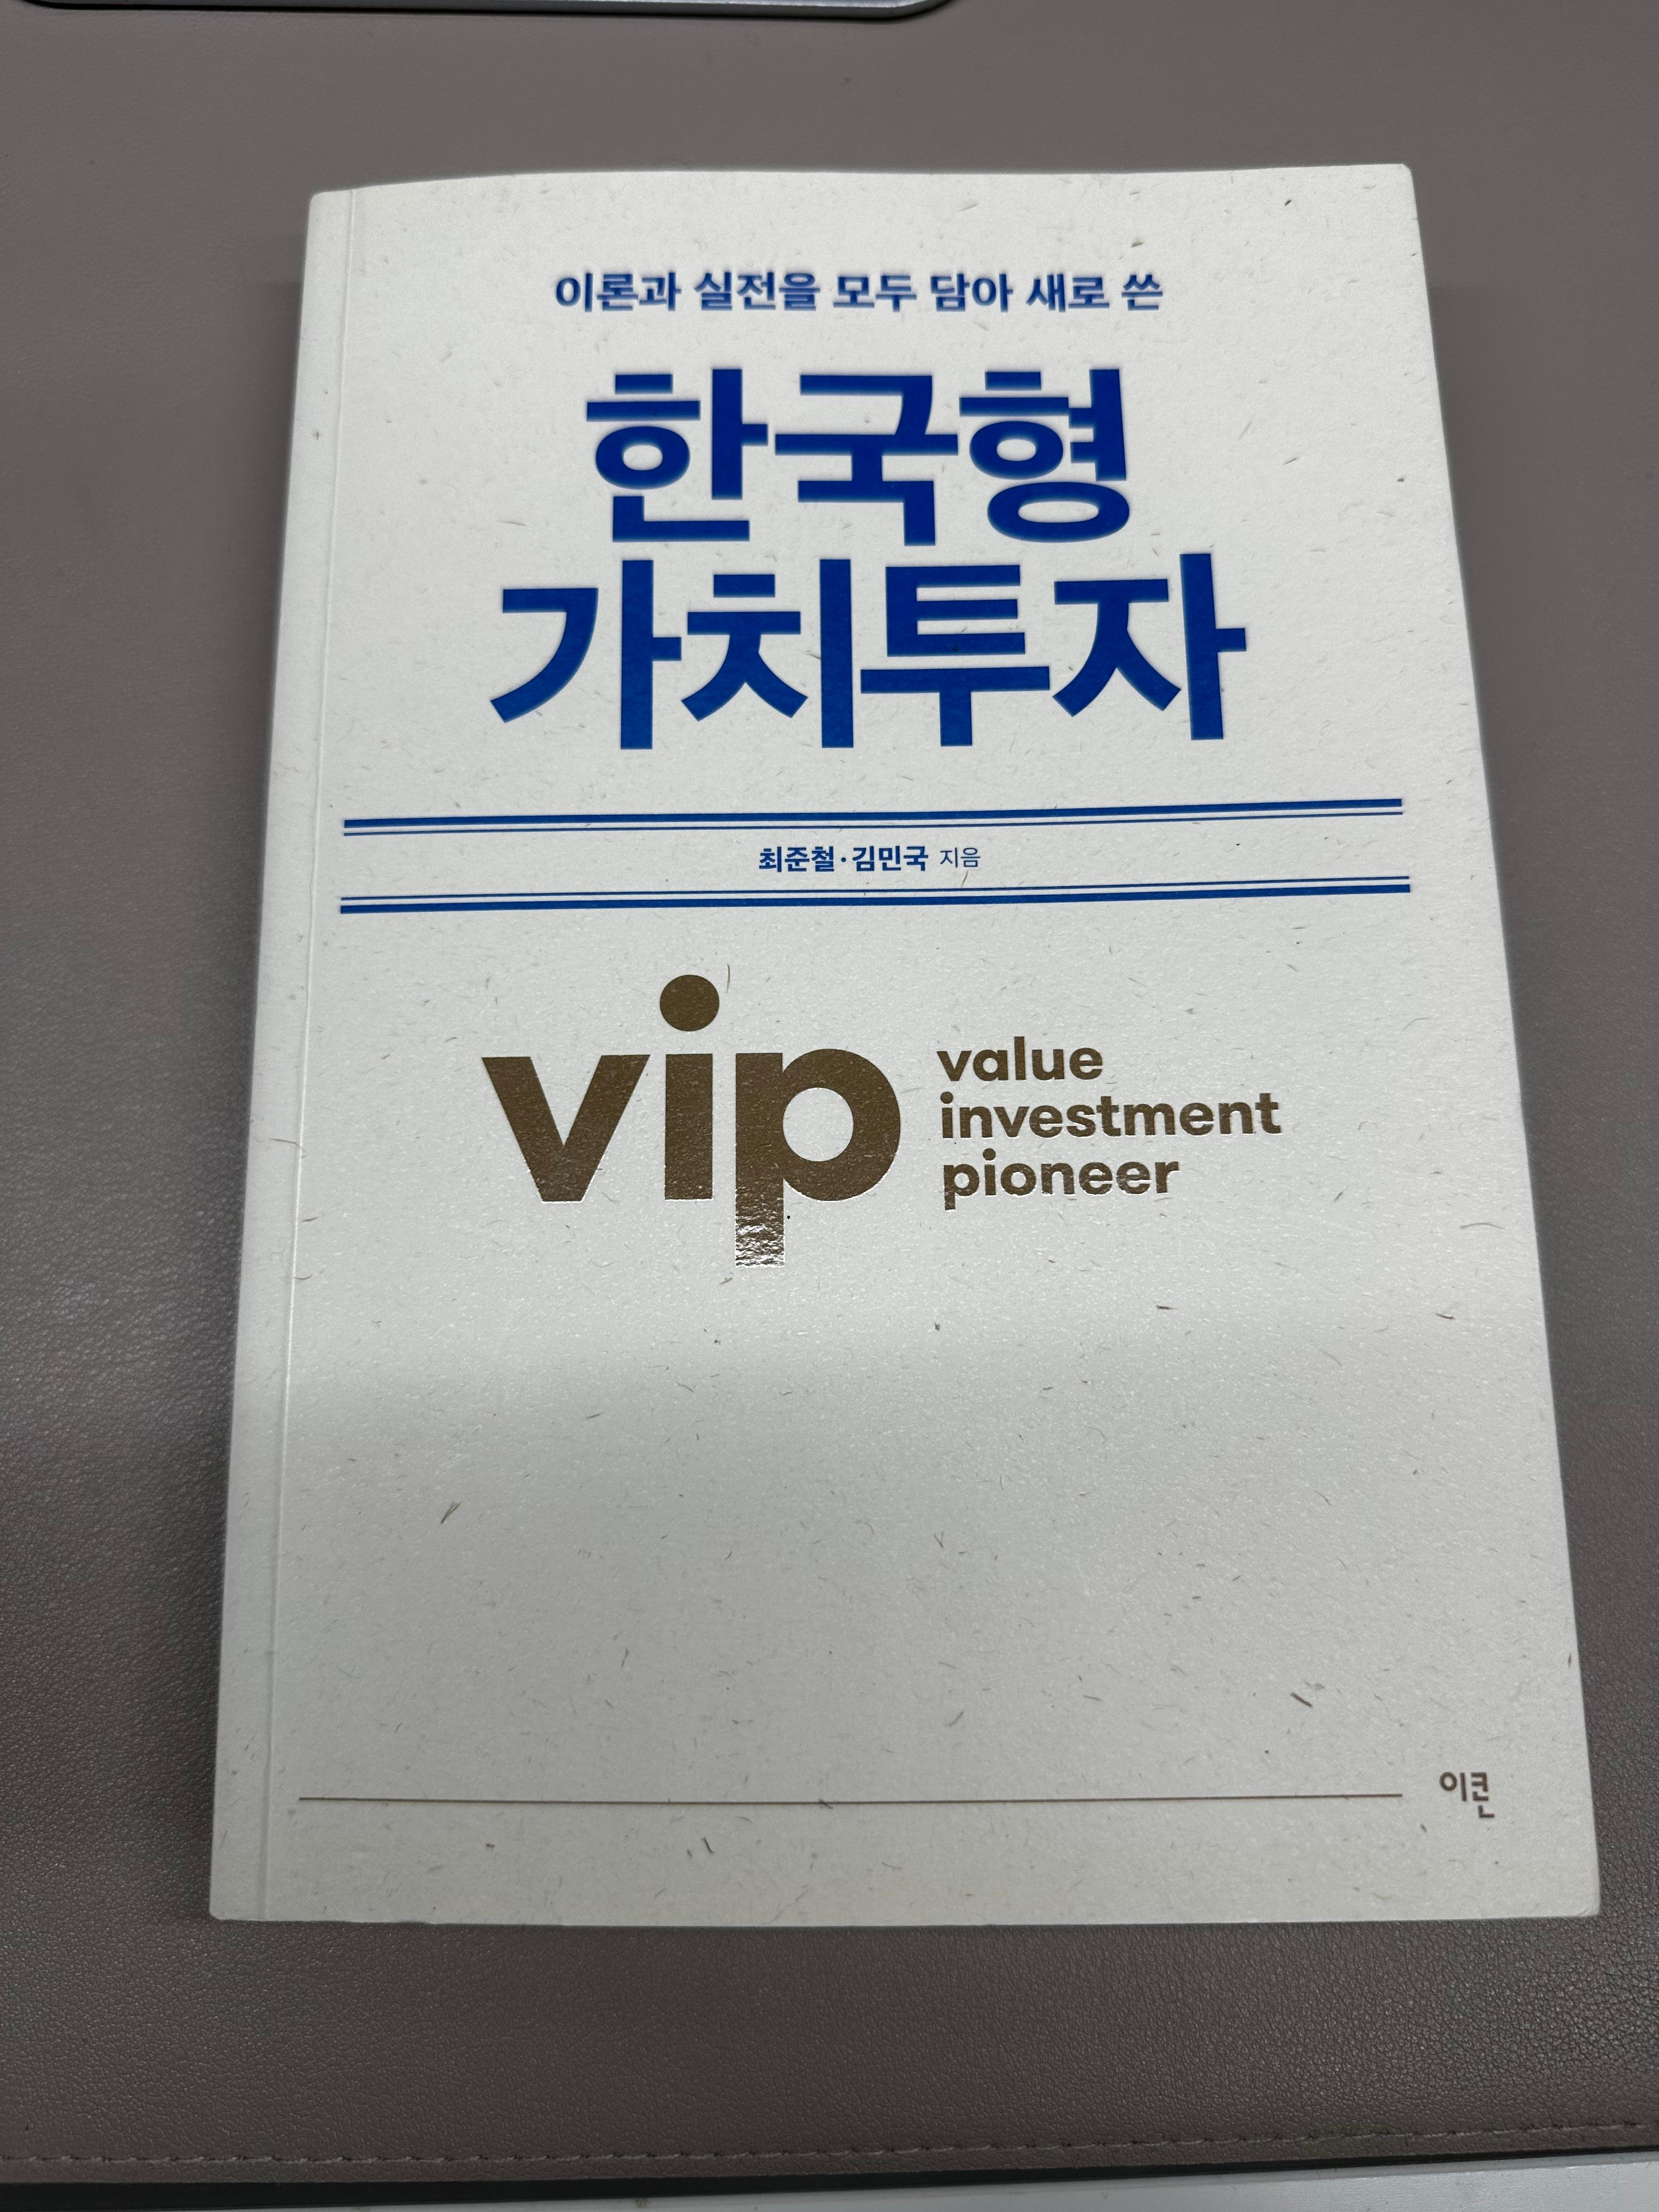 이론과 실전을 모두 담아 새로 쓴
한국형
가치투자
최준철·김민국 지음
vip
value
investment
pioneer
이콘